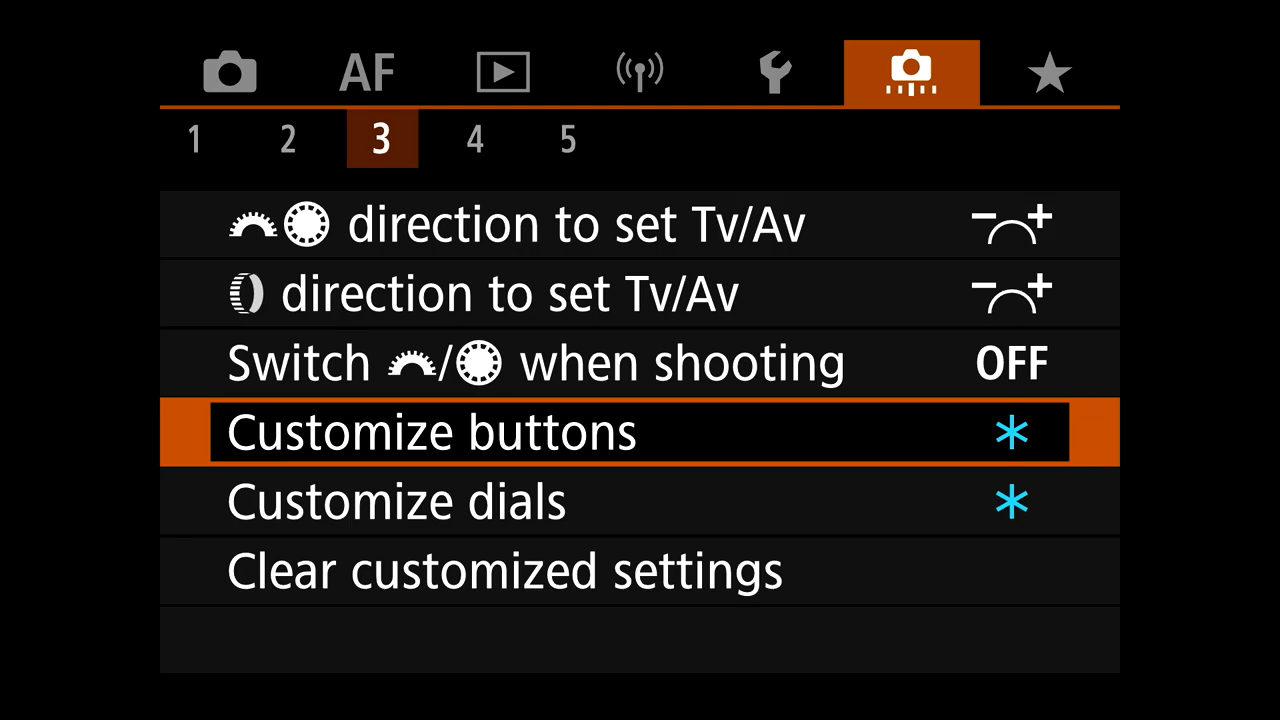 AF
1 2 3 4 5
direction to set Tv/Av - +
direction to set Tv/Av - +
Switch / when shooting OFF
Customize buttons *
Customize dials *
Clear customized settings